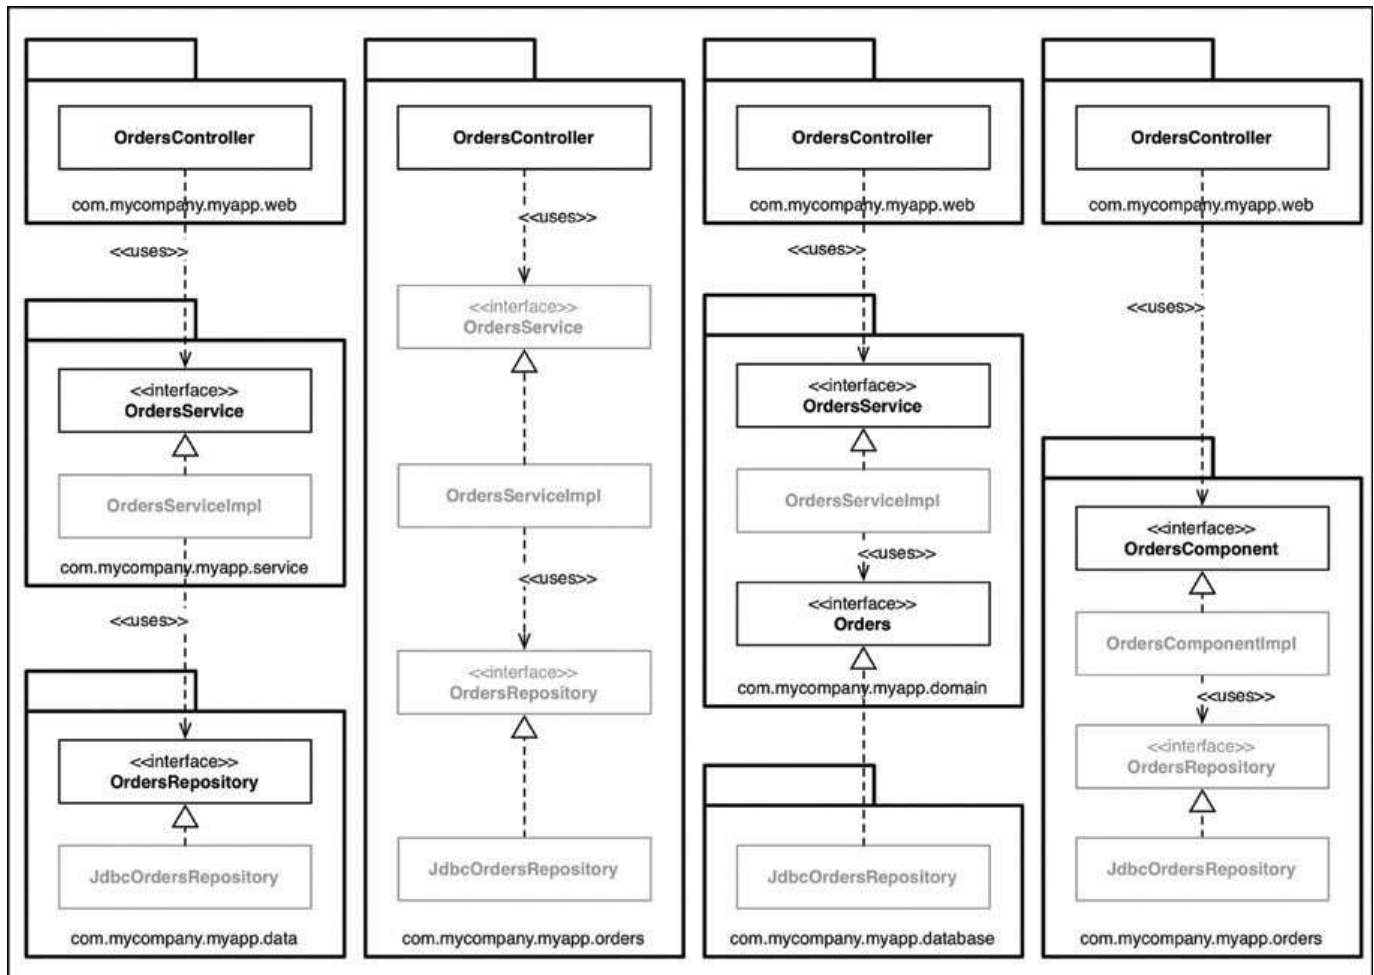 OrdersController
com.mycompany.myapp.web
<<uses>>
<<interface>>
OrdersService
OrdersServiceImpl
com.mycompany.myapp.service
<<uses>>
<<interface>>
OrdersRepository
JdbcOrdersRepository
com.mycompany.myapp.data
OrdersController
<<uses>>
<<interface>>
OrdersService
OrdersServiceImpl
<<uses>>
<<interface>>
OrdersRepository
JdbcOrdersRepository
com.mycompany.myapp.orders
OrdersController
com.mycompany.myapp.web
<<uses>>
<<interface>>
OrdersService
OrdersServiceImpl
<<uses>>
<<interface>>
Orders
com.mycompany.myapp.domain
JdbcOrdersRepository
com.mycompany.myapp.database
OrdersController
com.mycompany.myapp.web
<<uses>>
<<interface>>
OrdersComponent
OrdersComponentImpl
<<uses>>
<<interface>>
OrdersRepository
JdbcOrdersRepository
com.mycompany.myapp.orders